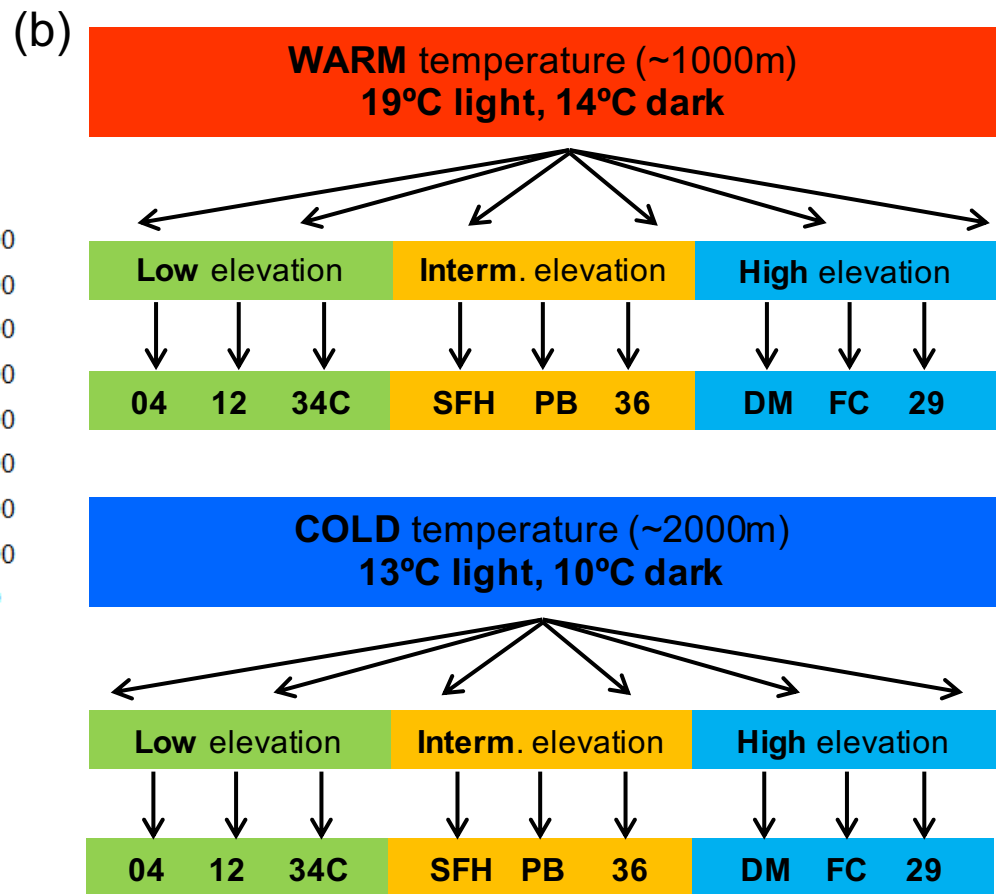 (b)
WARM temperature (~1000m)
19ºC light, 14ºC dark
Low elevation Interm. elevation High elevation
04 12 34C SFH PB 36 DM FC 29
COLD temperature (~2000m)
13ºC light, 10ºC dark
Low elevation Interm. elevation High elevation
04 12 34C SFH PB 36 DM FC 29